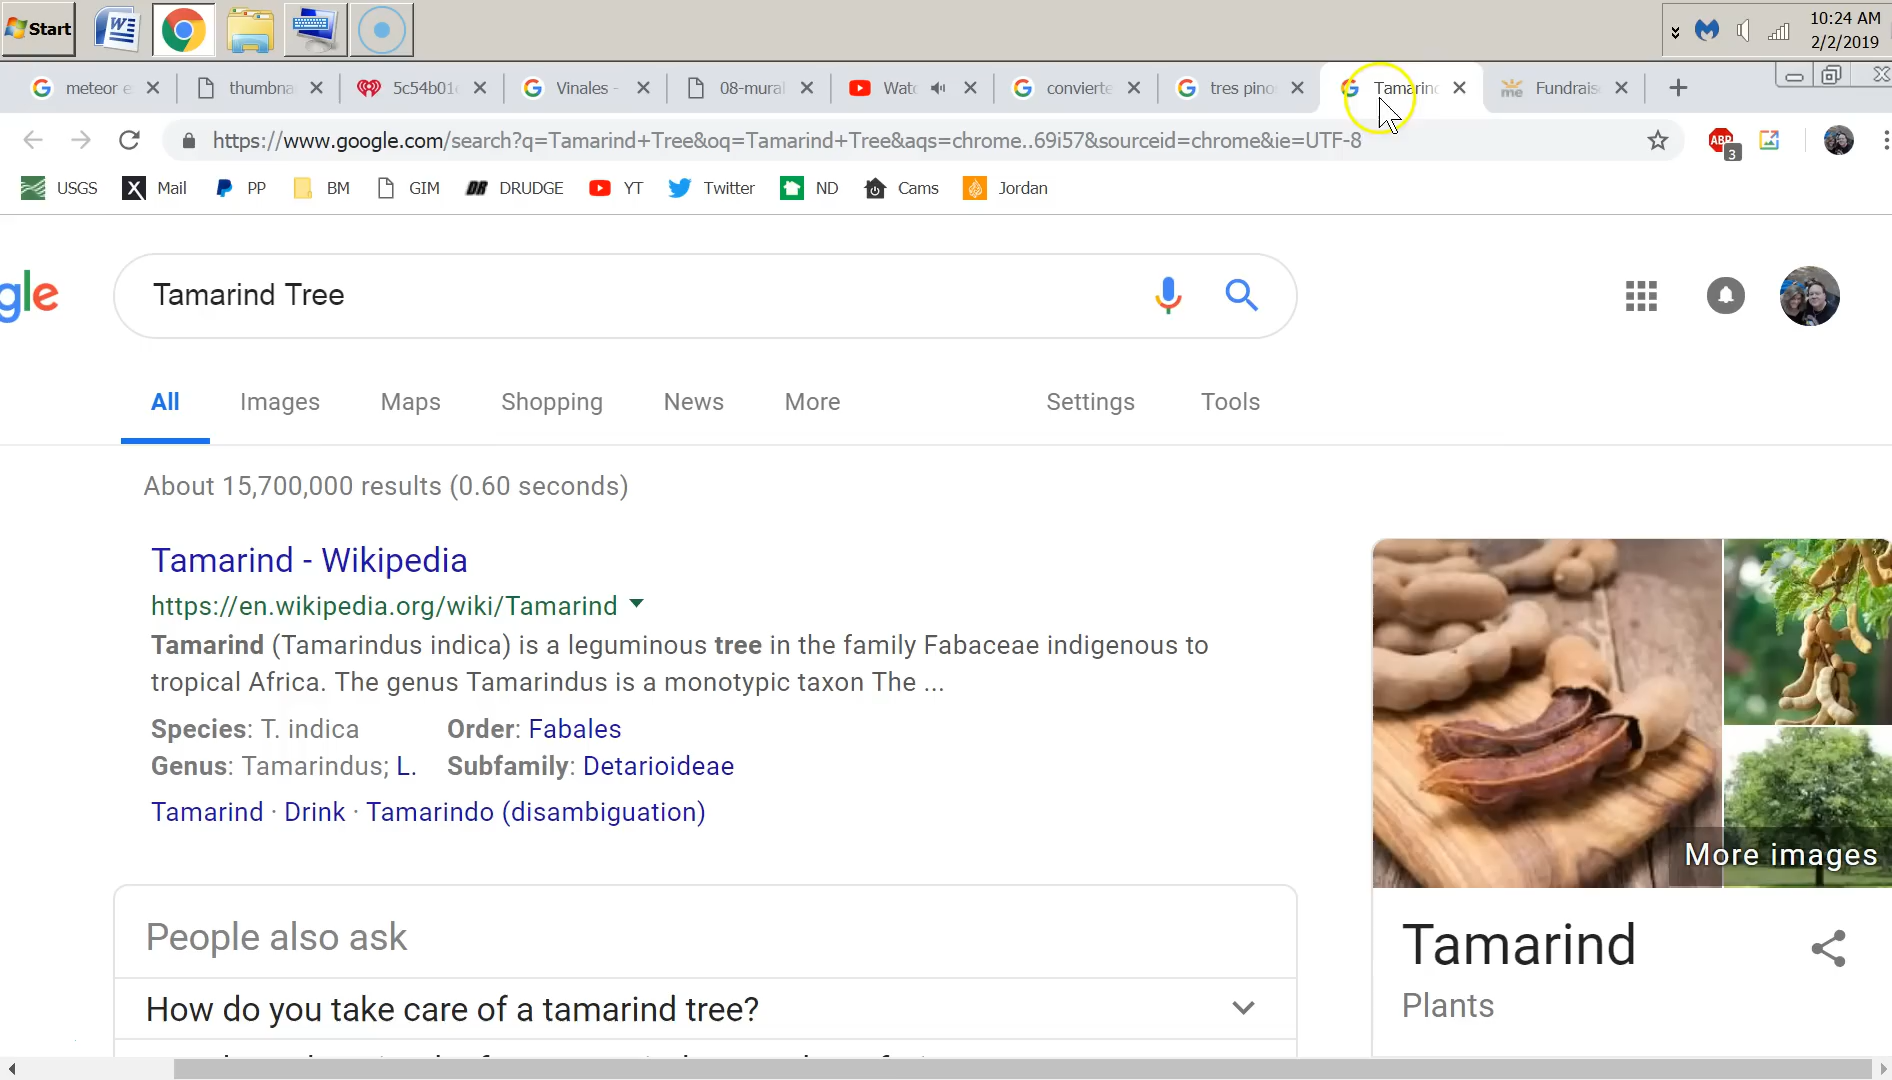 Start
10:24 AM
2/2/2019
meteor e
thumbna
5c54b01
Vinales -
08-mural
Wat
convierte
tres pino
Tamarind
Fundrais
https://www.google.com/search?q=Tamarind+Tree&oq=Tamarind+Tree&aqs=chrome..69i57&sourceid=chrome&ie=UTF-8
ABP
3
USGS
X Mail
PP
BM
GIM
DR DRUDGE
YT
Twitter
ND
Cams
Jordan
gle
Tamarind Tree
All
Images
Maps
Shopping
News
More
Settings
Tools
About 15,700,000 results (0.60 seconds)
Tamarind - Wikipedia
https://en.wikipedia.org/wiki/Tamarind
Tamarind (Tamarindus indica) is a leguminous tree in the family Fabaceae indigenous to
tropical Africa. The genus Tamarindus is a monotypic taxon The ...
Species: T. indica Order: Fabales
Genus: Tamarindus; L. Subfamily: Detarioideae
Tamarind · Drink · Tamarindo (disambiguation)
More images
People also ask
Tamarind
Plants
How do you take care of a tamarind tree?